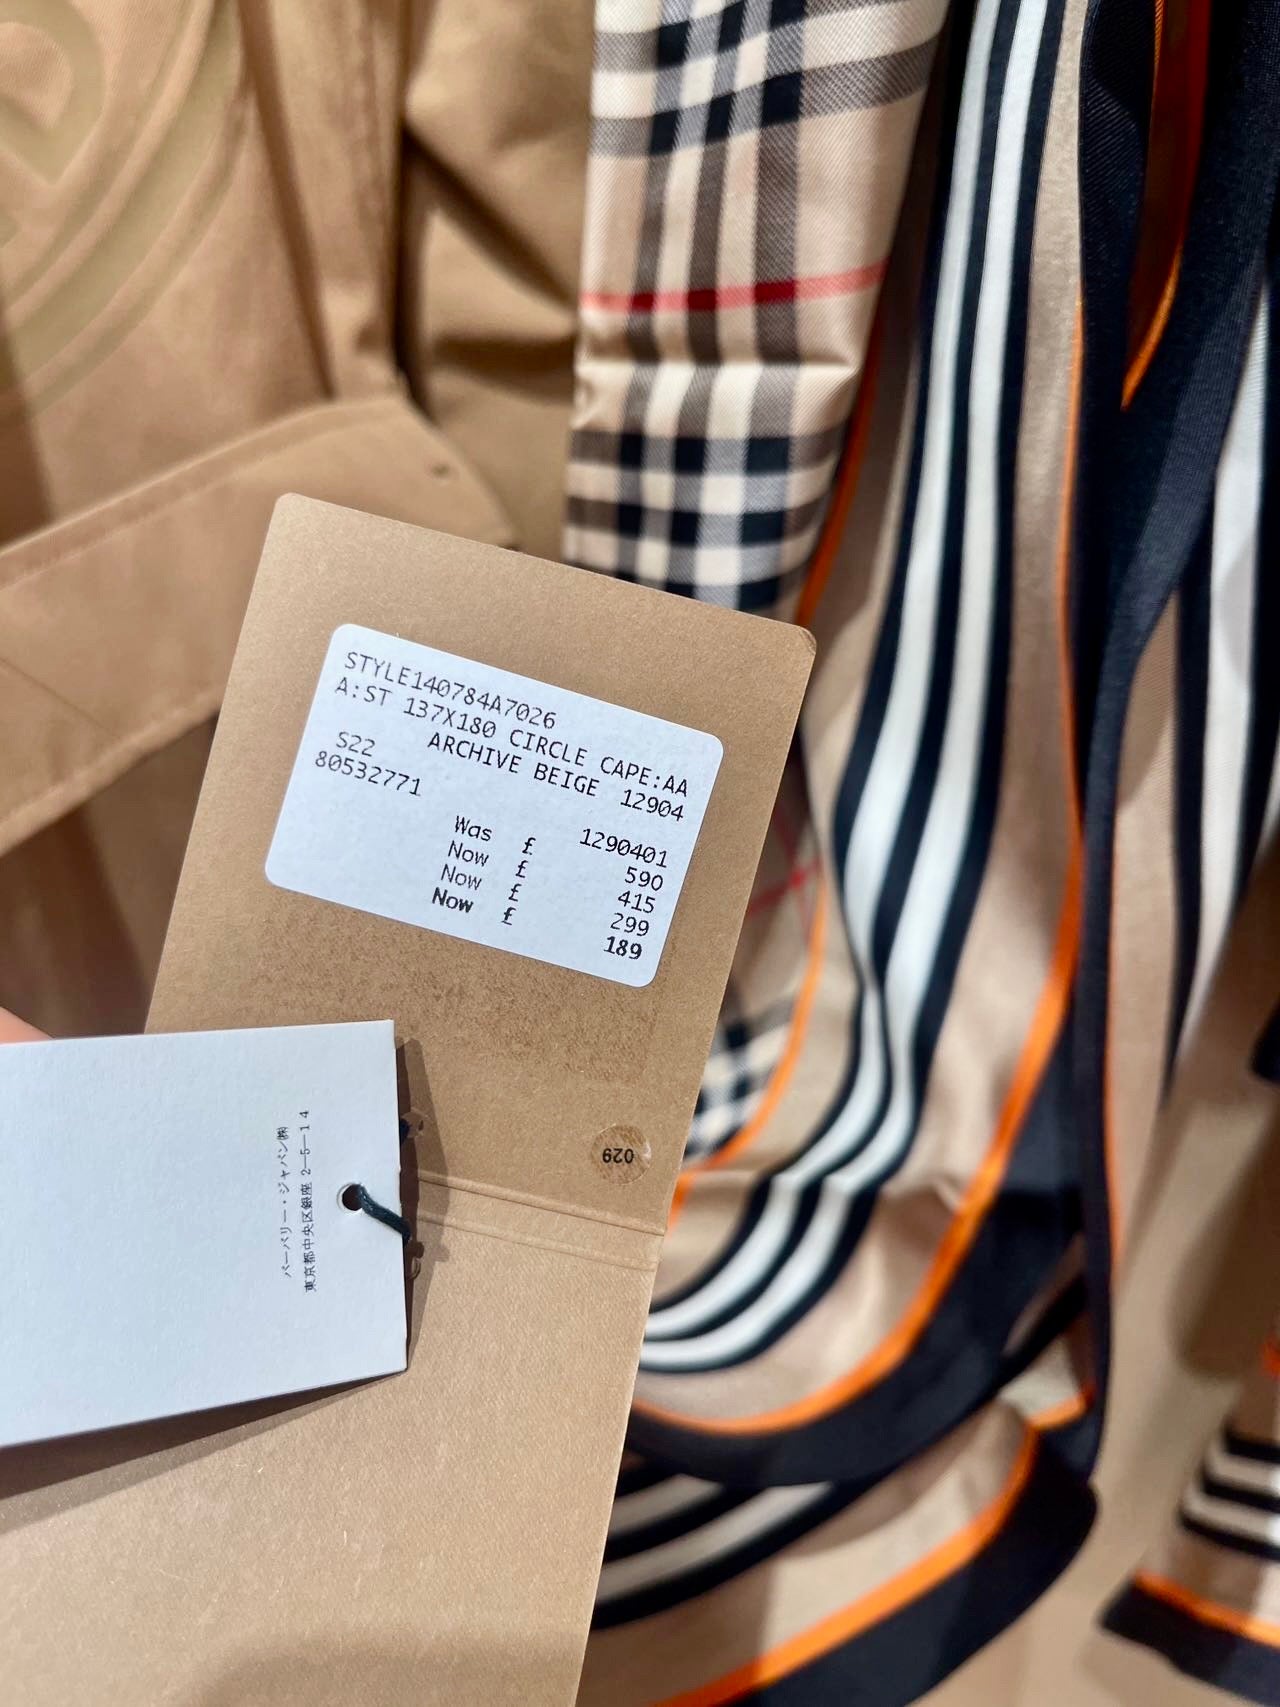 STYLE140784A7026
A:ST 137X180 CIRCLE CAPE:AA
S22 ARCHIVE BEIGE 12904
80532771
1290401
Was £ 590
Now £ 415
Now £ 299
Now £ 189
029
バーバリー・ジャパン㈱
東京都中央区銀座 2―5―14